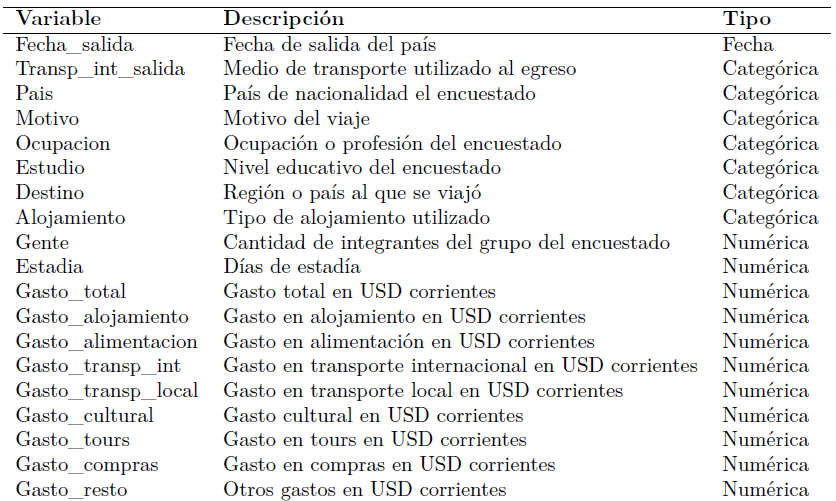 Variable Descripción Tipo
Fecha_salida Fecha de salida del país Fecha
Transp_int_salida Medio de transporte utilizado al egreso Categórica
Pais País de nacionalidad el encuestado Categórica
Motivo Motivo del viaje Categórica
Ocupacion Ocupación o profesión del encuestado Categórica
Estudio Nivel educativo del encuestado Categórica
Destino Región o país al que se viajó Categórica
Alojamiento Tipo de alojamiento utilizado Categórica
Gente Cantidad de integrantes del grupo del encuestado Numérica
Estadia Días de estadía Numérica
Gasto_total Gasto total en USD corrientes Numérica
Gasto_alojamiento Gasto en alojamiento en USD corrientes Numérica
Gasto_alimentacion Gasto en alimentación en USD corrientes Numérica
Gasto_transp_int Gasto en transporte internacional en USD corrientes Numérica
Gasto_transp_local Gasto en transporte local en USD corrientes Numérica
Gasto_cultural Gasto cultural en USD corrientes Numérica
Gasto_tours Gasto en tours en USD corrientes Numérica
Gasto_compras Gasto en compras en USD corrientes Numérica
Gasto_resto Otros gastos en USD corrientes Numérica